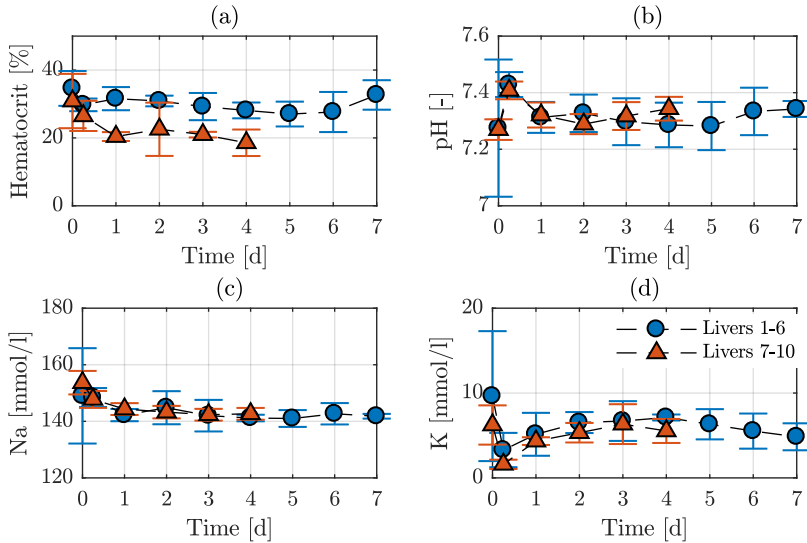 (a)
(b)
60
40
20
0
Hematocrit [%]
0 1 2 3 4 5 6 7
Time [d]
7.6
7.4
7.2
7
pH [-]
0 1 2 3 4 5 6 7
Time [d]
(c)
(d)
180
160
140
120
Na [mmol/l]
0 1 2 3 4 5 6 7
Time [d]
20
10
0
K [mmol/l]
Livers 1-6
Livers 7-10
0 1 2 3 4 5 6 7
Time [d]